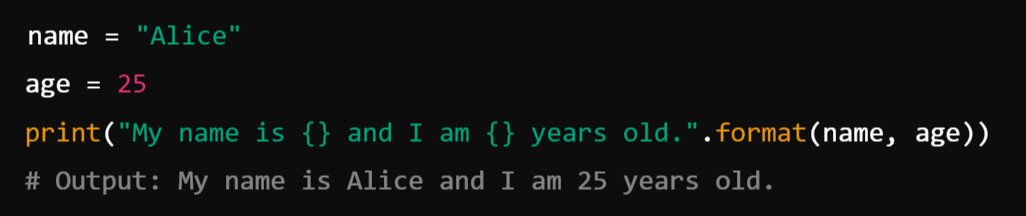 name = "Alice"
age = 25
print("My name is {} and I am {} years old.".format(name, age))
# Output: My name is Alice and I am 25 years old.